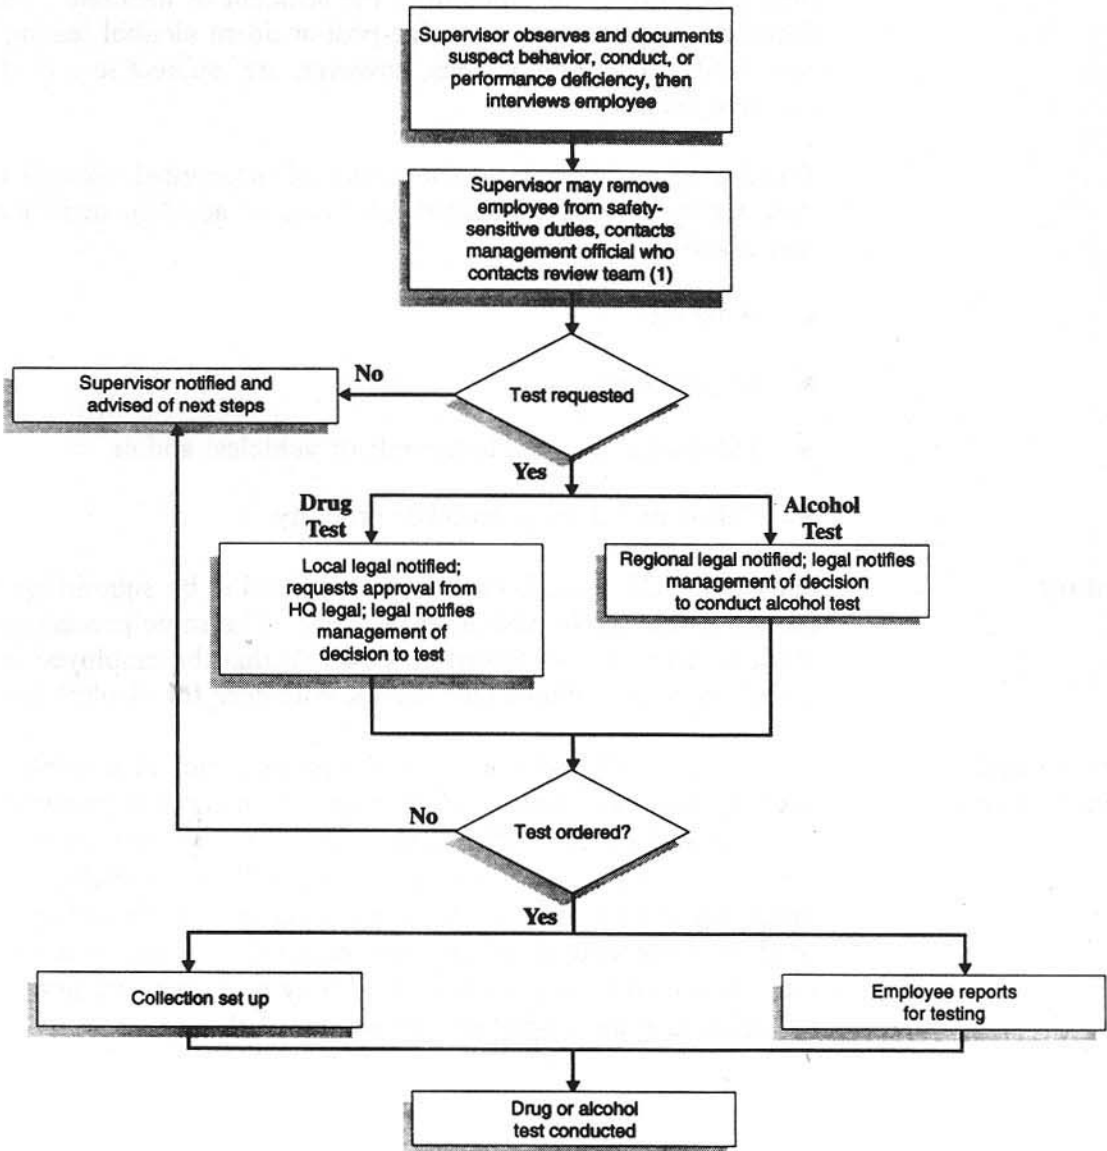 Supervisor observes and documents
suspect behavior, conduct, or
performance deficiency, then
interviews employee
Supervisor may remove
employee from safety-
sensitive duties, contacts
management official who
contacts review team (1)
Test requested
No
Supervisor notified and
advised of next steps
Yes
Drug
Test
Alcohol
Test
Local legal notified;
requests approval from
HQ legal; legal notifies
management of
decision to test
Regional legal notified; legal notifies
management of decision
to conduct alcohol test
Test ordered?
No
Yes
Collection set up
Employee reports
for testing
Drug or alcohol
test conducted